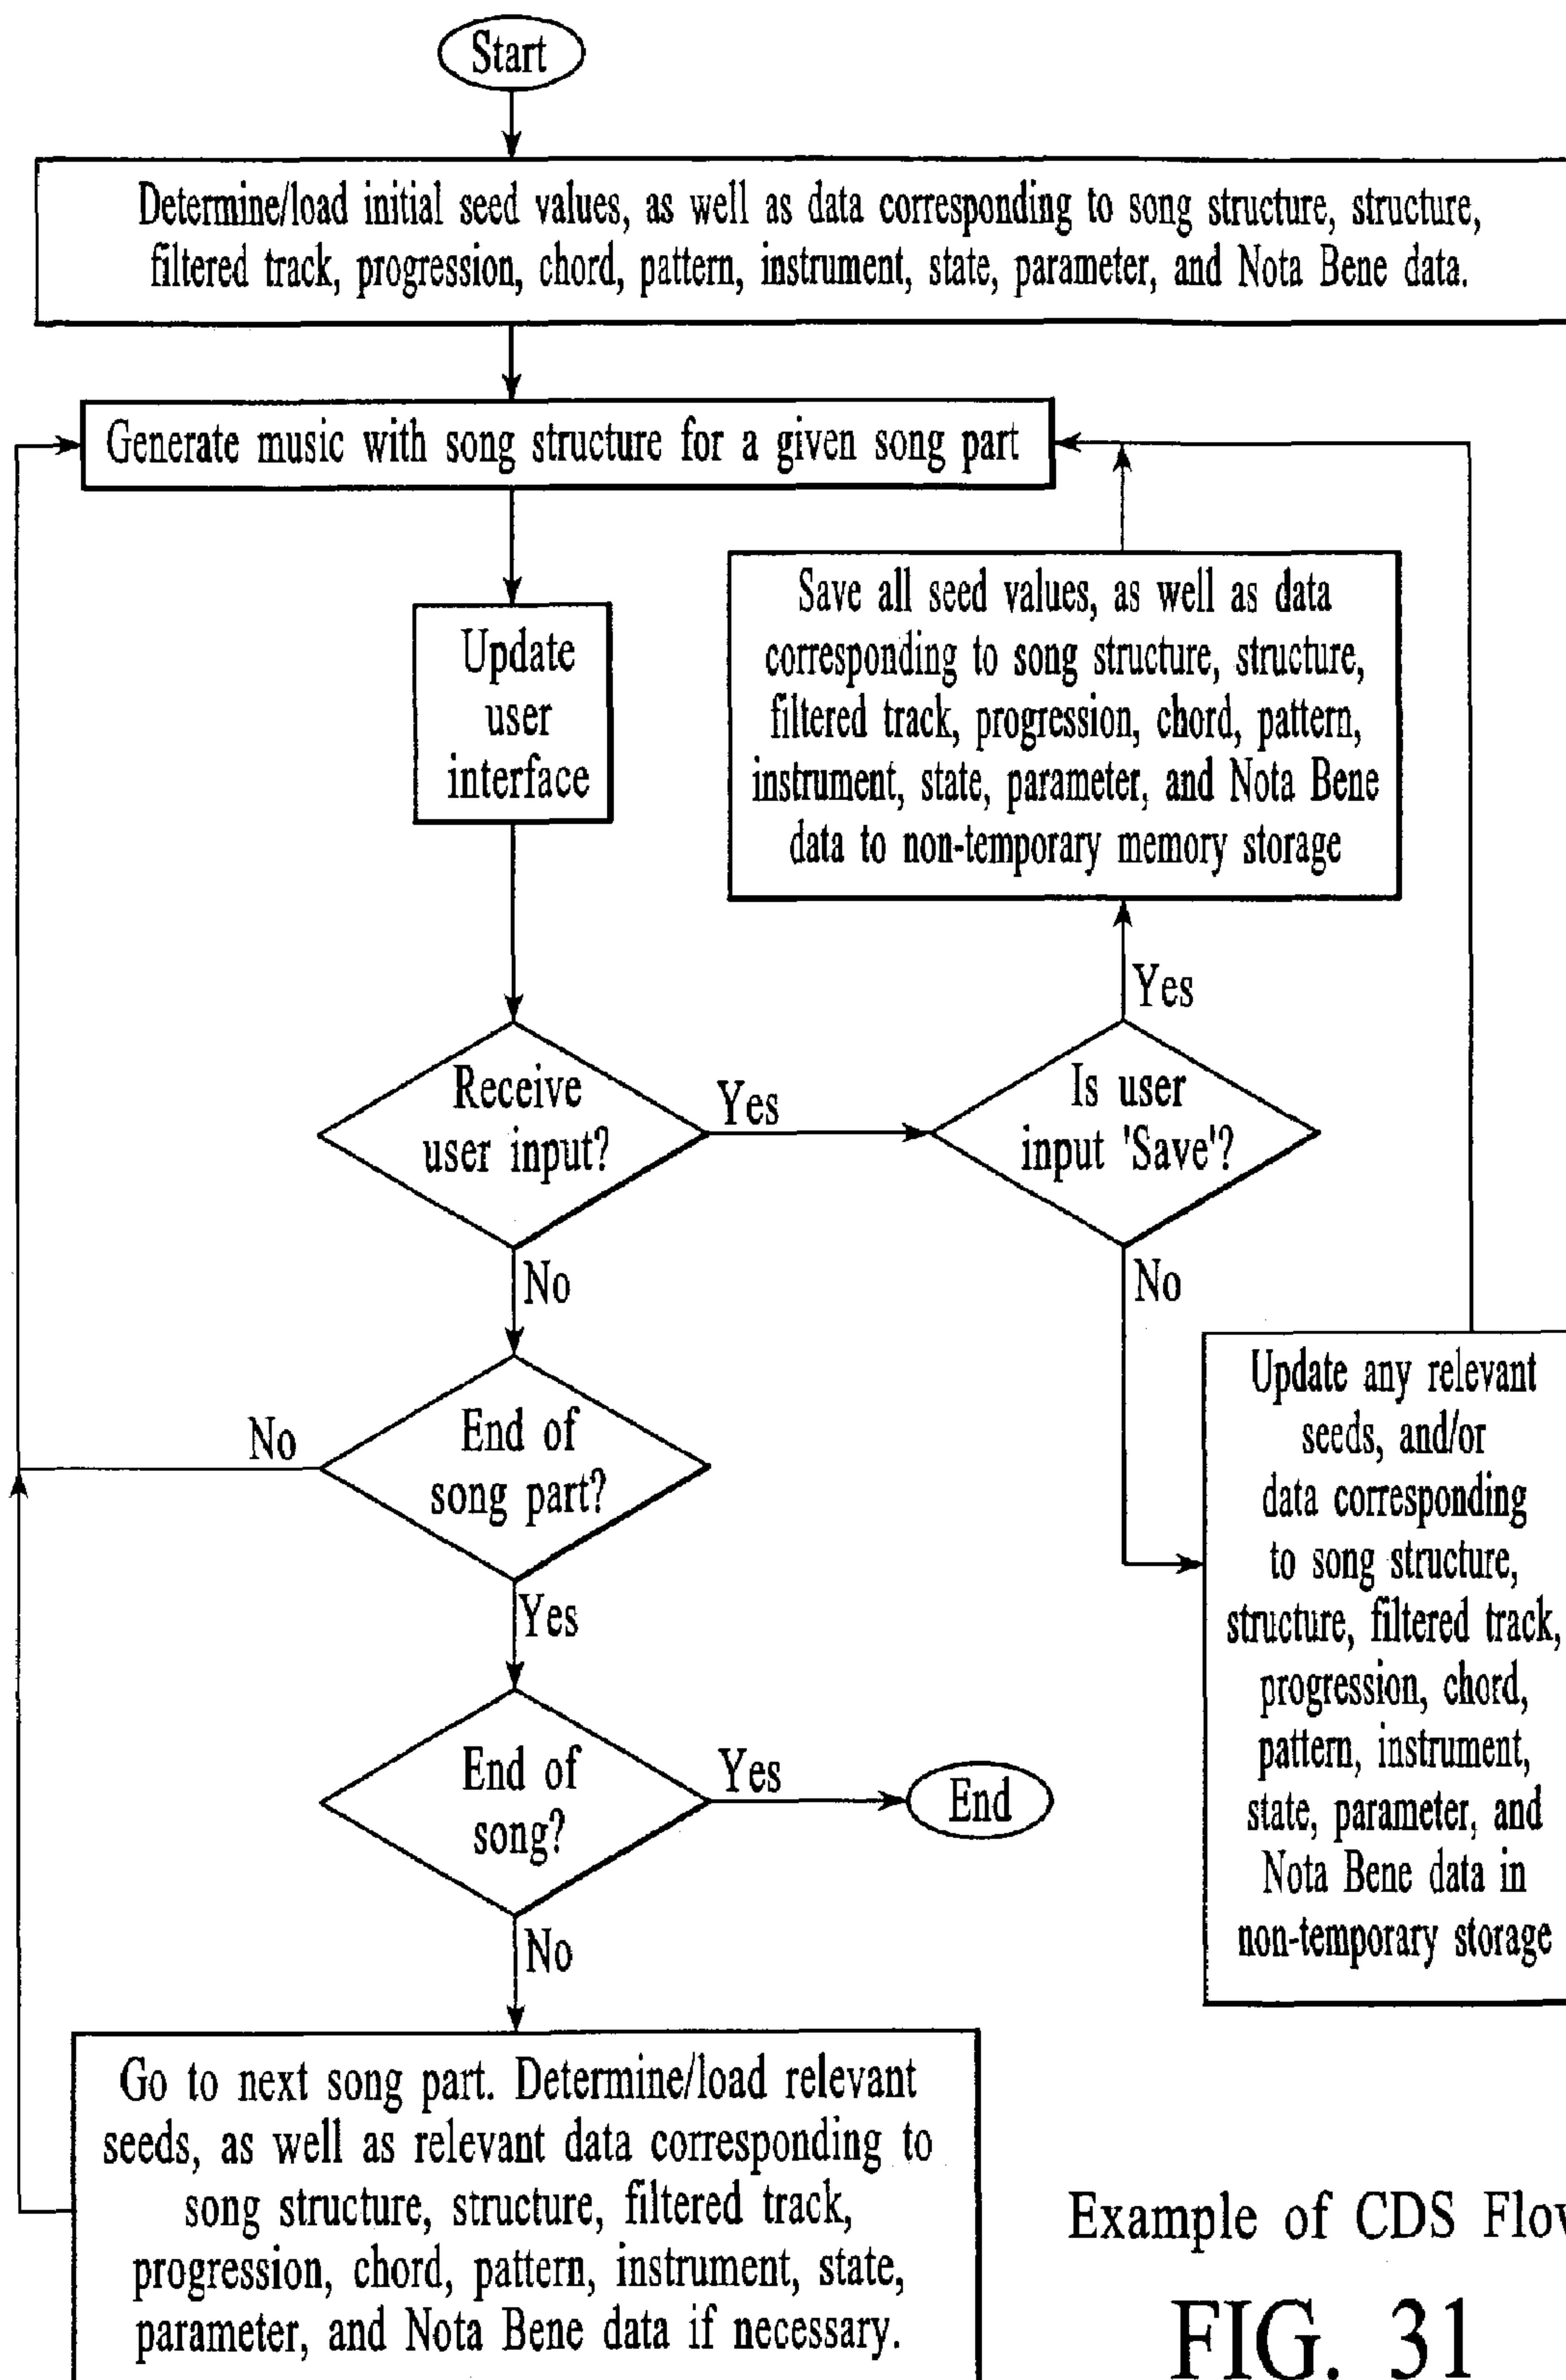 Start
Determine/load initial seed values, as well as data corresponding to song structure, structure,
filtered track, progression, chord, pattern, instrument, state, parameter, and Nota Bene data.
Generate music with song structure for a given song part
Update
user
interface
Save all seed values, as well as data
corresponding to song structure, structure,
filtered track, progression, chord, pattern,
instrument, state, parameter, and Nota Bene
data to non-temporary memory storage
Yes
Receive
user input?
Yes
Is user
input 'Save'?
No
No
Update any relevant
seeds, and/or
data corresponding
to song structure,
structure, filtered track,
progression, chord,
pattern, instrument,
state, parameter, and
Nota Bene data in
non-temporary storage
No
End of
song part?
Yes
End of
song?
Yes
End
No
Go to next song part. Determine/load relevant
seeds, as well as relevant data corresponding to
song structure, structure, filtered track,
progression, chord, pattern, instrument, state,
parameter, and Nota Bene data if necessary.
Example of CDS Flow
FIG. 31